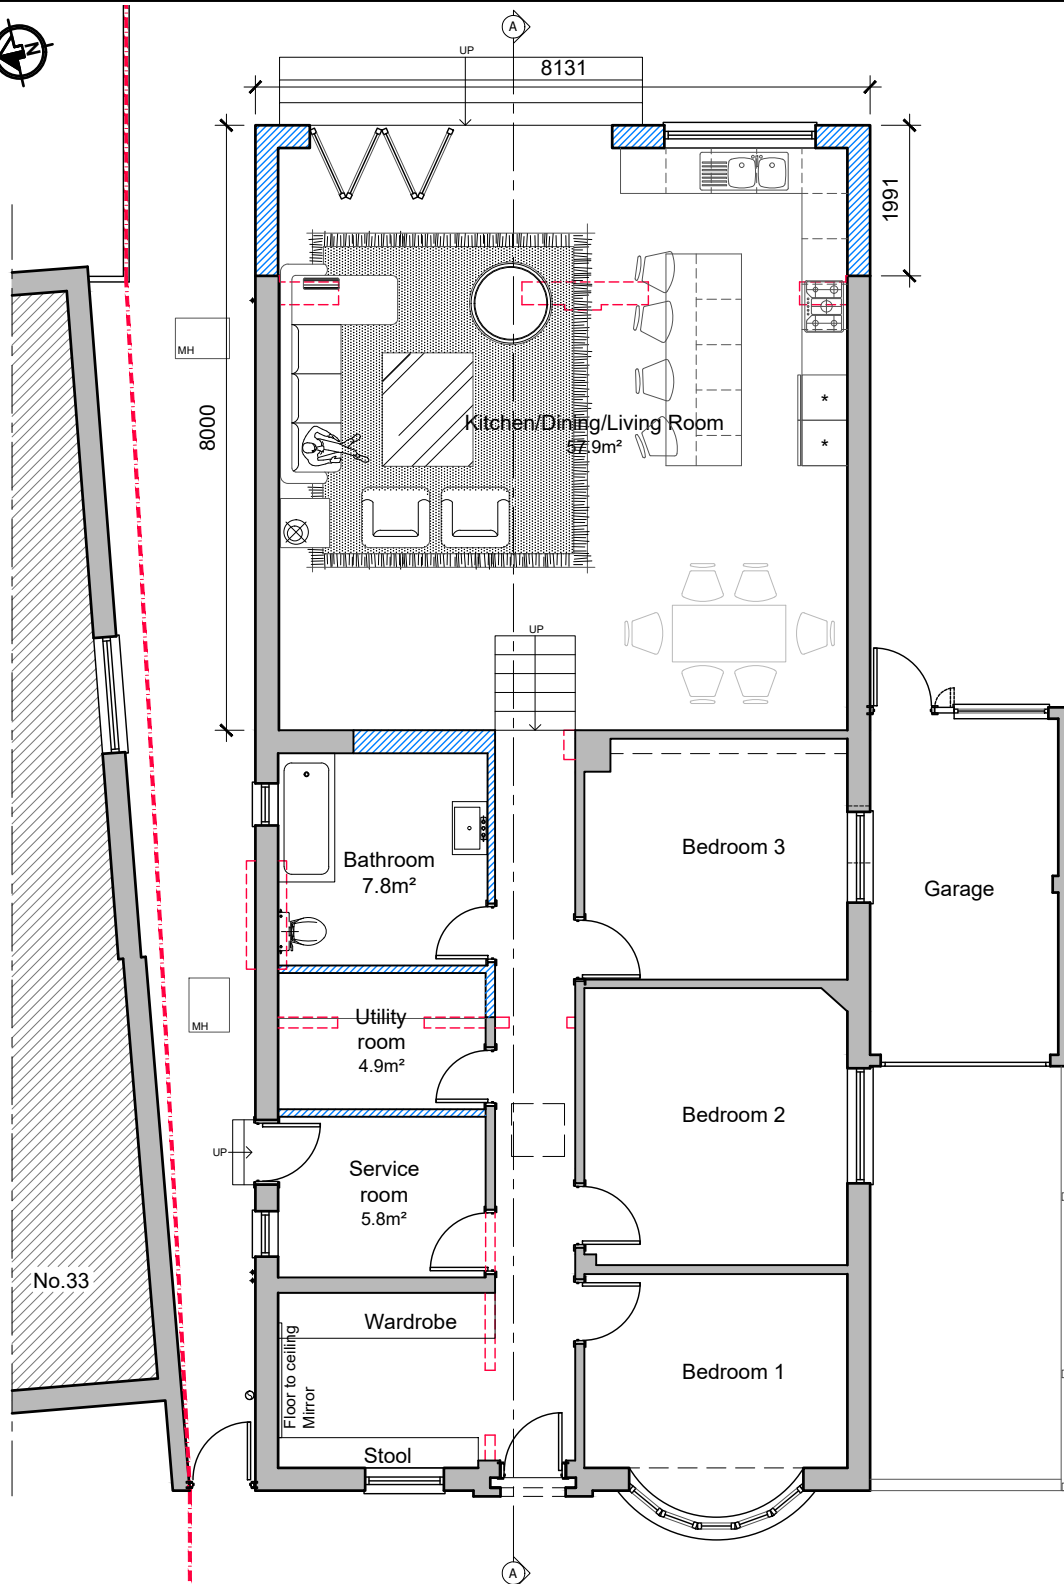 A
N
UP
8131
1991
MH
8000
Kitchen/Dining/Living Room
57.9m²
*
*
UP
Bathroom
7.8m²
Bedroom 3
Garage
MH
Utility
room
4.9m²
Bedroom 2
UP
Service
room
5.8m²
No.33
Wardrobe
Floor to ceiling
Mirror
Bedroom 1
Stool
A